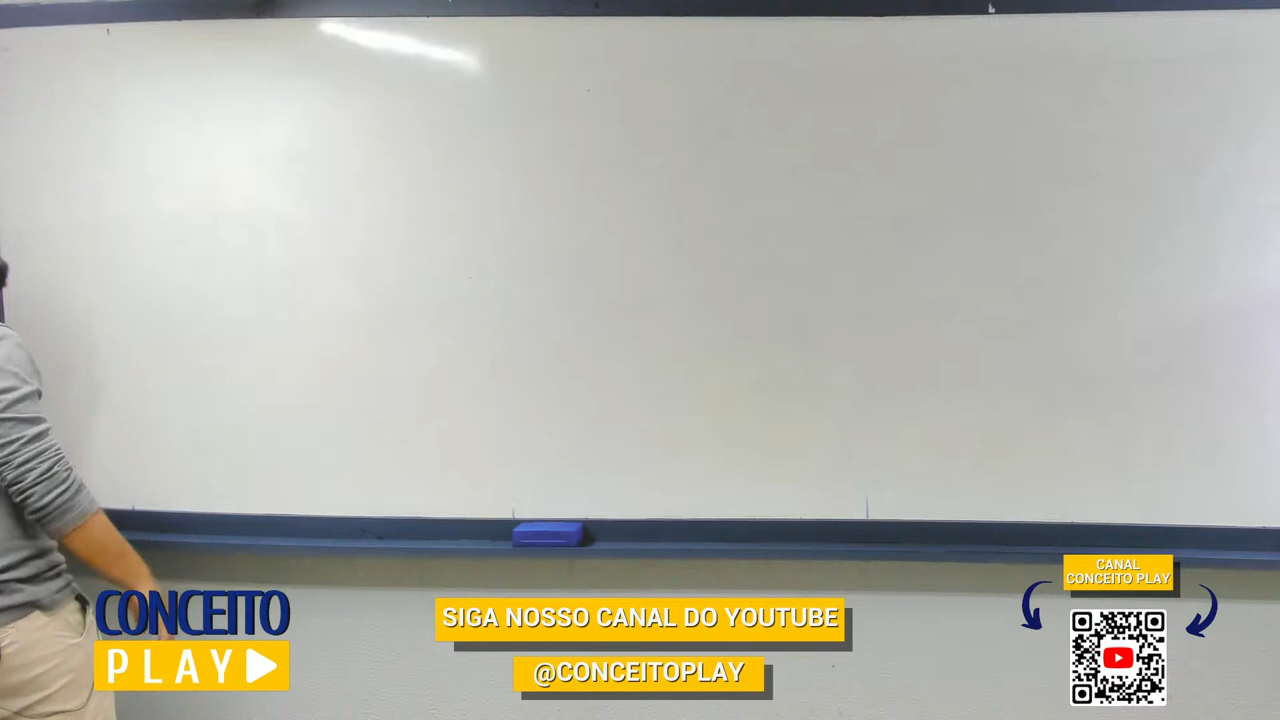 CONCEITO
PLAY
SIGA NOSSO CANAL DO YOUTUBE
@CONCEITOPLAY
CANAL
CONCEITO PLAY